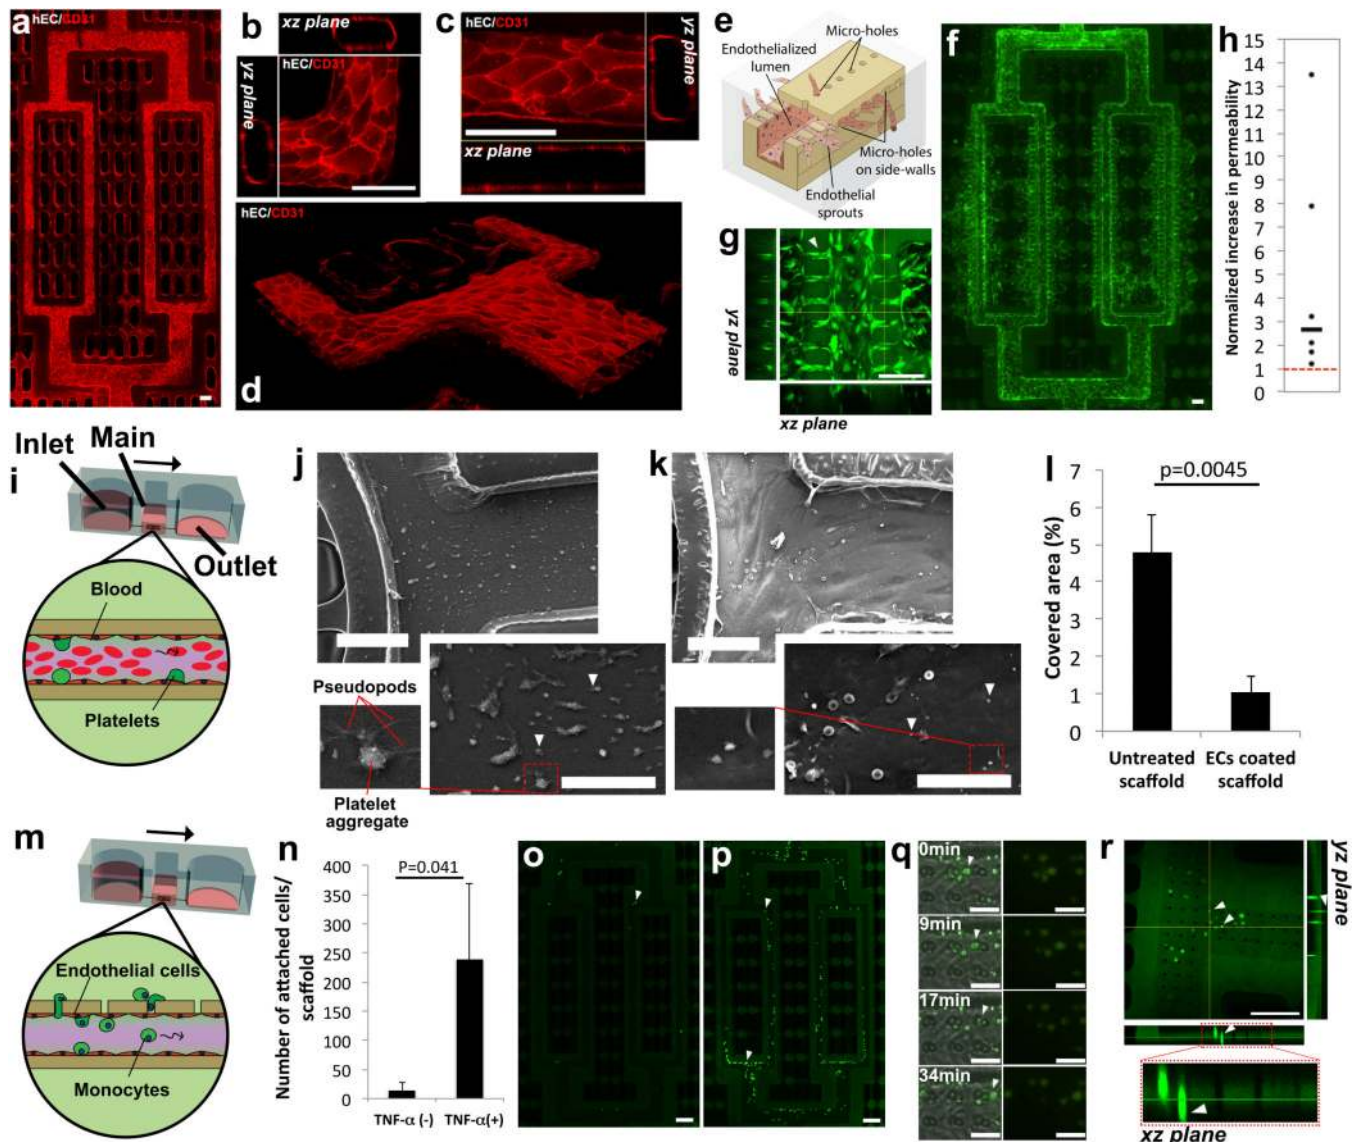 a
hEC/CD31
b
xz plane
yz plane
hEC/CD31
c
hEC/CD31
yz plane
xz plane
hEC/CD31
d
e
Micro-holes
Endothelialized
lumen
Micro-holes
on side-walls
Endothelial
sprouts
f
g
yz plane
xz plane
h
Normalized increase in permeability
15
14
13
12
11
10
9
8
7
6
5
4
3
2
1
0
i
Inlet
Main
Outlet
Blood
Platelets
j
Pseudopods
Platelet
aggregate
k
l
Covered area (%)
7
6
5
4
3
2
1
0
p=0.0045
Untreated
scaffold
ECs coated
scaffold
m
Endothelial cells
Monocytes
n
Number of attached cells/
scaffold
400
350
300
250
200
150
100
50
0
P=0.041
TNF-α (-)
TNF-α(+)
o
p
q
0min
9min
17min
34min
r
yz plane
xz plane